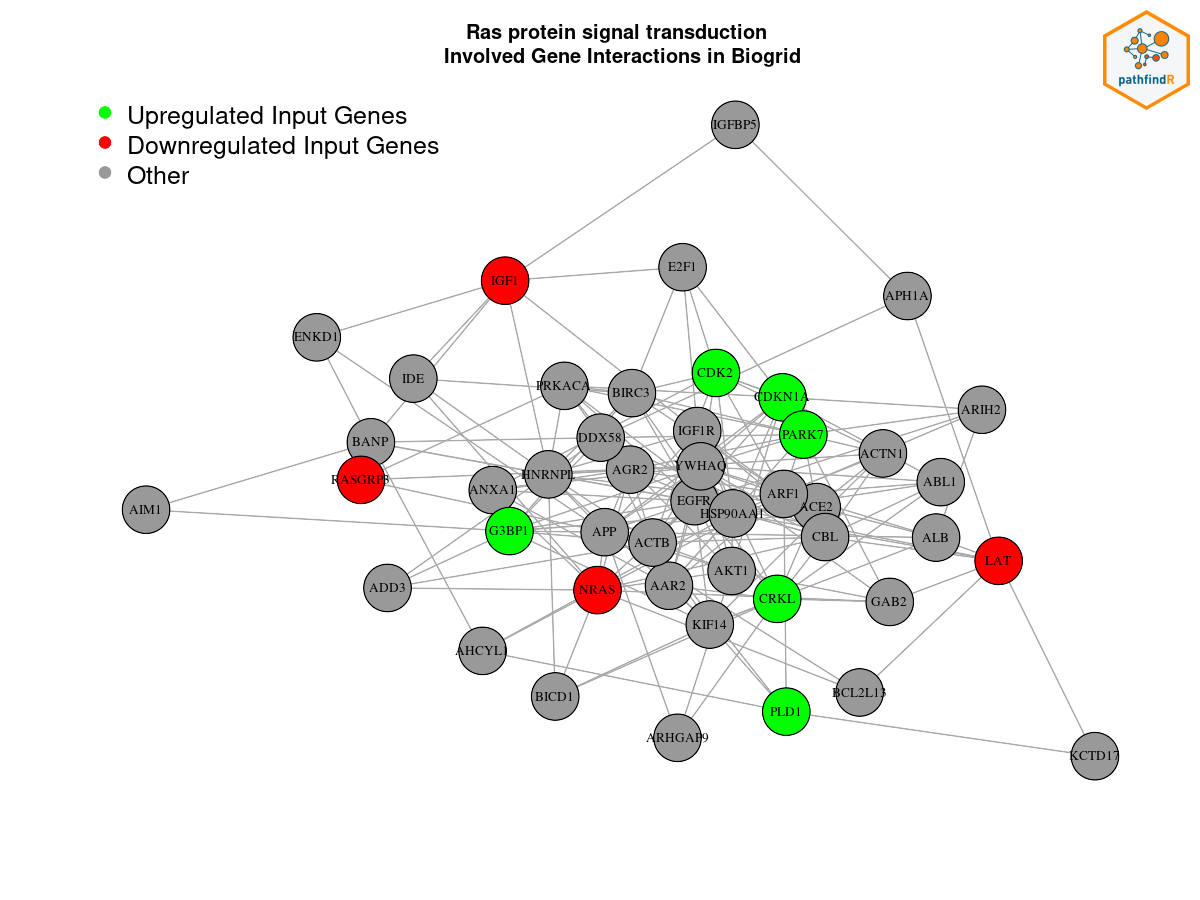 Ras protein signal transduction
Involved Gene Interactions in Biogrid
pathfindR
Upregulated Input Genes
Downregulated Input Genes
Other
IGFBP5
E2F1
IGF1
APH1A
ENKD1
CDK2
IDE
PRKACA
BIRC3
CDKN1A
ARIH2
IGF1R
PARK7
DDX58
BANP
ACTN1
YWHAQ
AGR2
HNRNPL
RASGRP3
ABL1
ANXA1
ARF1
EGFR
ACE2
HSP90AA1
AIM1
G3BP1
APP
CBL
ALB
ACTB
LAT
AKT1
AAR2
ADD3
NRAS
CRKL
GAB2
KIF14
AHCYL1
BCL2L13
BICD1
PLD1
ARHGAP9
KCTD17